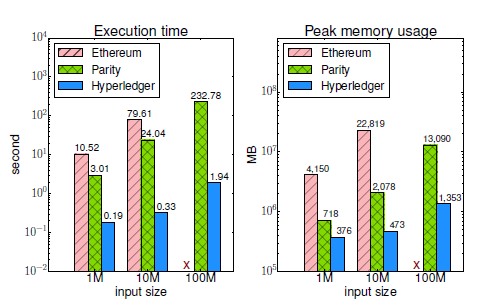 Execution time
10^4
10^3
10^2
10^1
10^0
10^-1
10^-2
second
Ethereum
Parity
Hyperledger
10.52
3.01
0.19
79.61
24.04
0.33
X
232.78
1.94
1M
10M
100M
input size
Peak memory usage
10^8
10^7
10^6
10^5
MB
Ethereum
Parity
Hyperledger
4,150
718
376
22,819
2,078
473
X
13,090
1,353
1M
10M
100M
input size